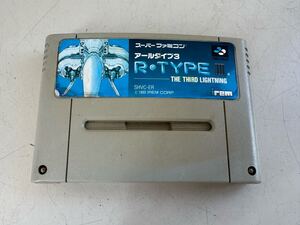 スーパーファミコン
アールタイプ3
R・TYPE III
THE THIRD LIGHTNING
SHVC-ER
© 1993 IREM CORP.
irem